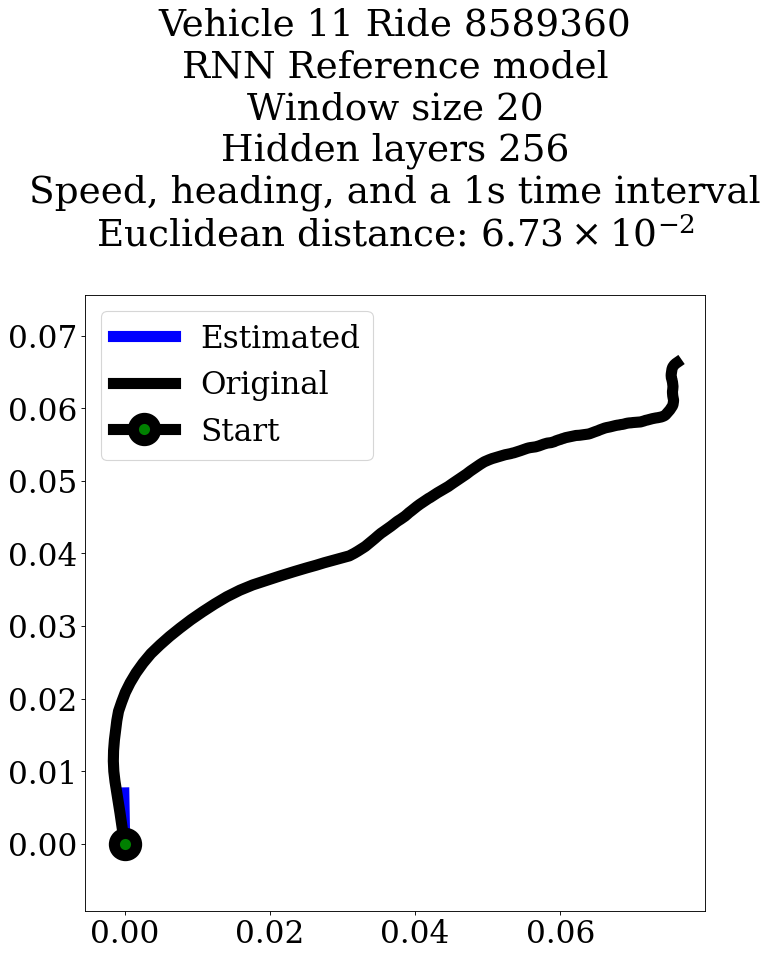 Vehicle 11 Ride 8589360
RNN Reference model
Window size 20
Hidden layers 256
Speed, heading, and a 1s time interval
Euclidean distance: 6.73 × 10⁻²
Estimated
Original
Start
0.07
0.06
0.05
0.04
0.03
0.02
0.01
0.00
0.00 0.02 0.04 0.06